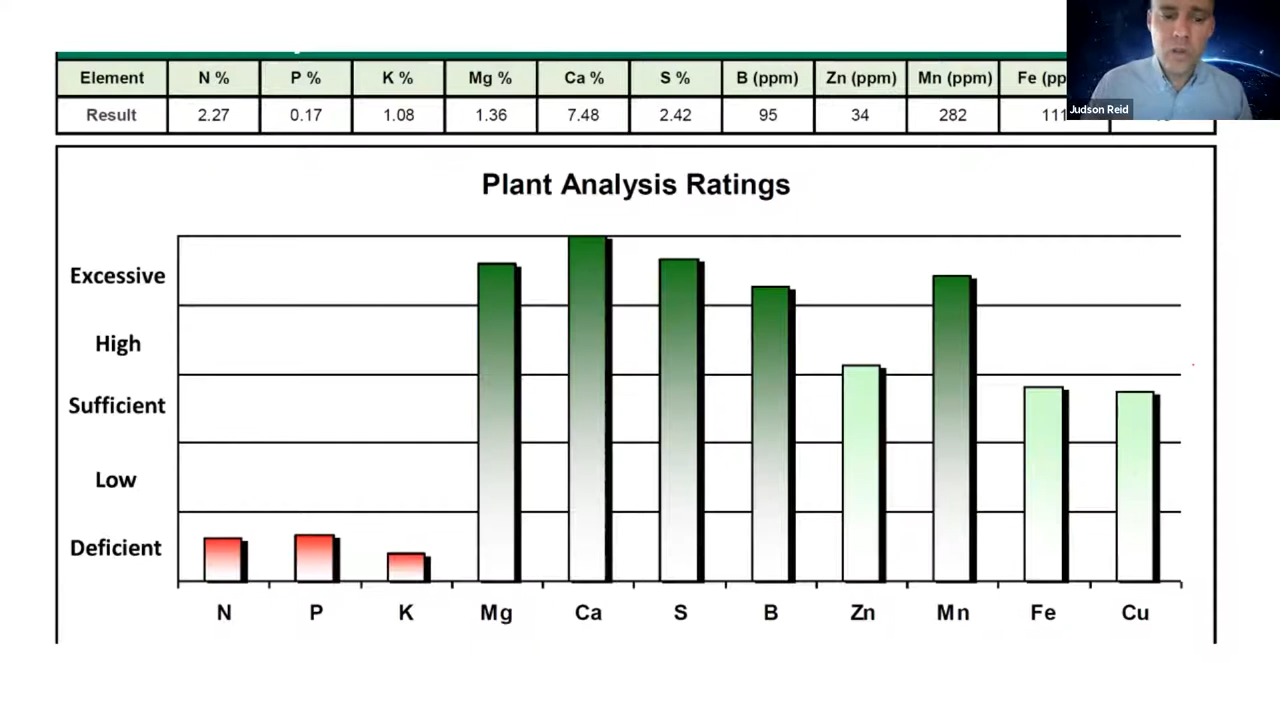 Element N % P % K % Mg % Ca % S % B (ppm) Zn (ppm) Mn (ppm) Fe
Result 2.27 0.17 1.08 1.36 7.48 2.42 95 34 282 111
Judson Reid
Plant Analysis Ratings
Excessive
High
Sufficient
Low
Deficient
N P K Mg Ca S B Zn Mn Fe Cu